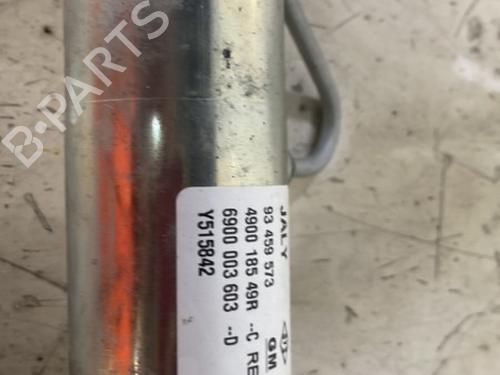 B-PARTS
JALY
93 459 573 GM
4900 185 49R --C RE
6900 003 603 --D
Y515842